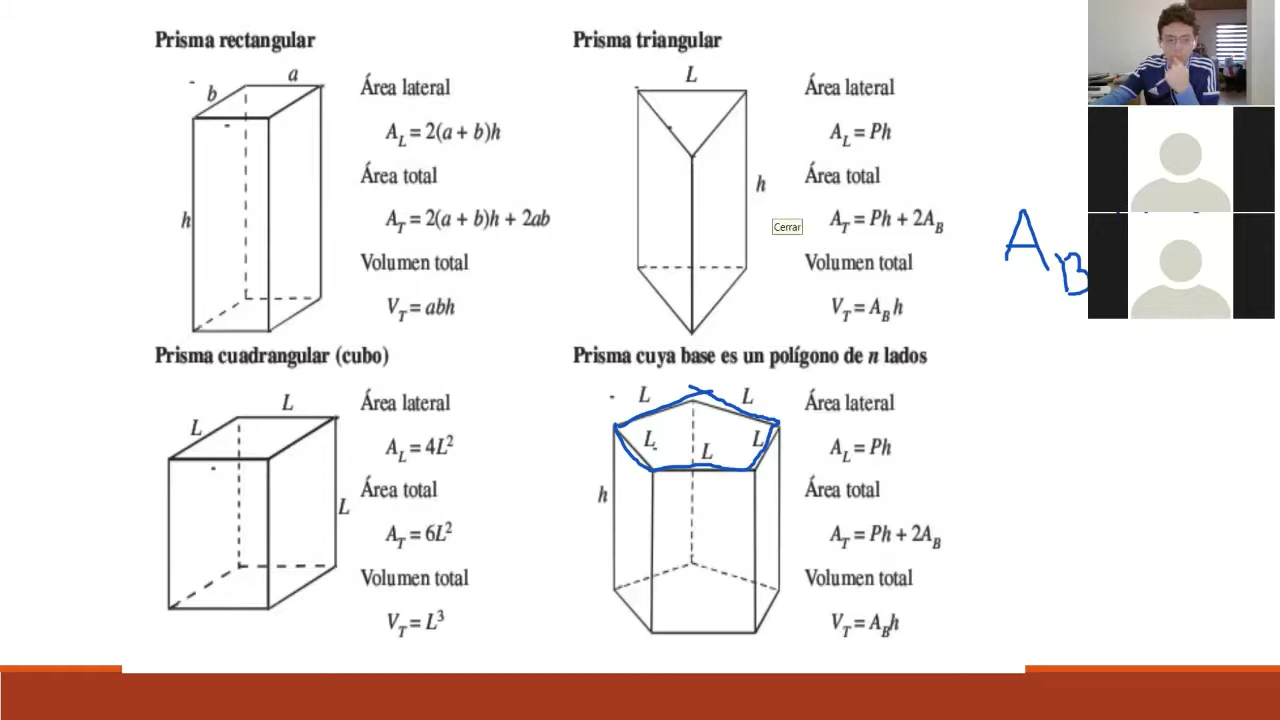 Prisma rectangular
a
b
h
Área lateral
A_L = 2(a + b)h
Área total
A_T = 2(a + b)h + 2ab
Volumen total
V_T = abh
Prisma triangular
L
h
Área lateral
A_L = Ph
Área total
A_T = Ph + 2A_B
Volumen total
V_T = A_B h
Cerrar
A_B
Prisma cuadrangular (cubo)
L
L
L
Área lateral
A_L = 4L²
Área total
A_T = 6L²
Volumen total
V_T = L³
Prisma cuya base es un polígono de n lados
L
L
L
L
L
h
Área lateral
A_L = Ph
Área total
A_T = Ph + 2A_B
Volumen total
V_T = A_B h